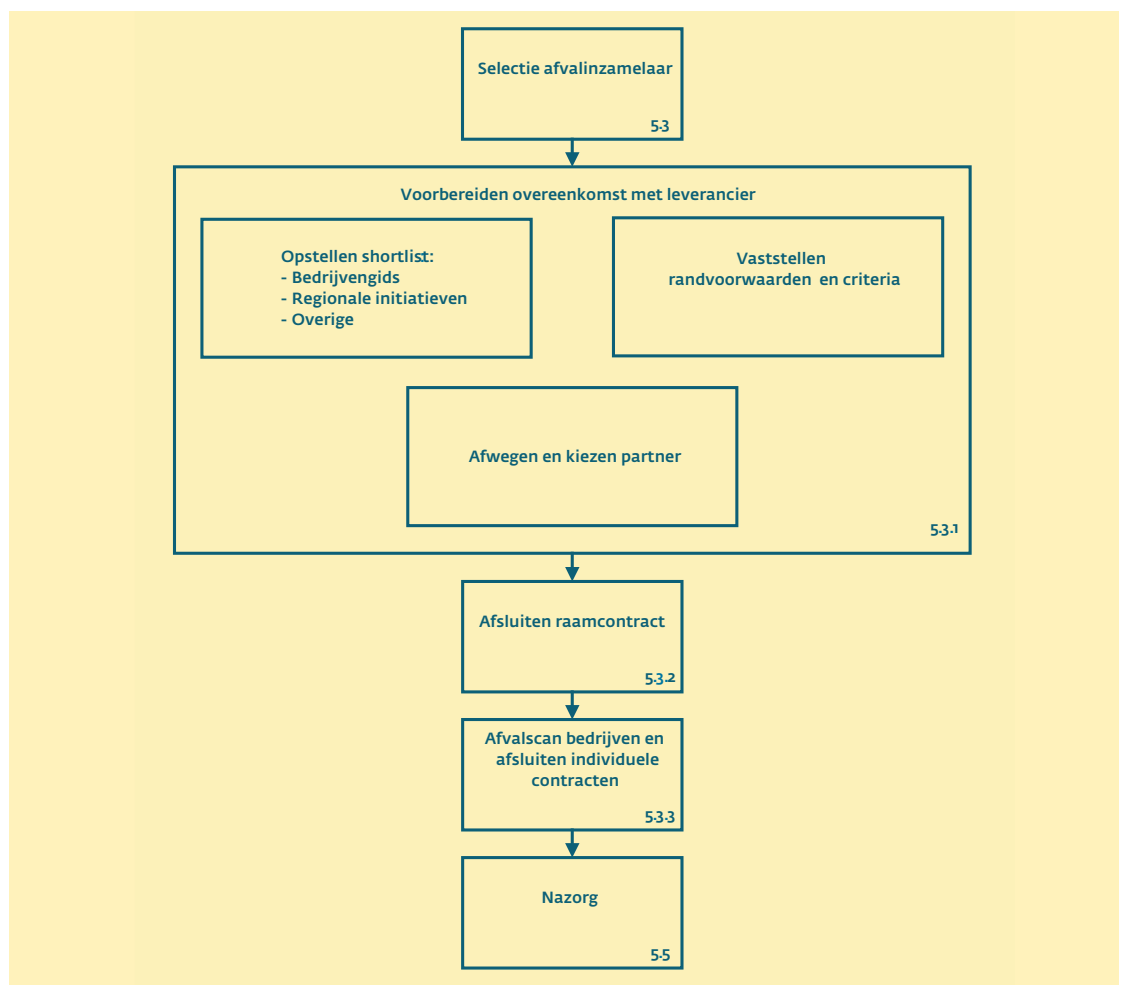 Selectie afvalinzamelaar
5.3
Voorbereiden overeenkomst met leverancier
Opstellen shortlist:
- Bedrijvengids
- Regionale initiatieven
- Overige
Vaststellen
randvoorwaarden en criteria
Afwegen en kiezen partner
5.3.1
Afsluiten raamcontract
5.3.2
Afvalscan bedrijven en
afsluiten individuele
contracten
5.3.3
Nazorg
5.5